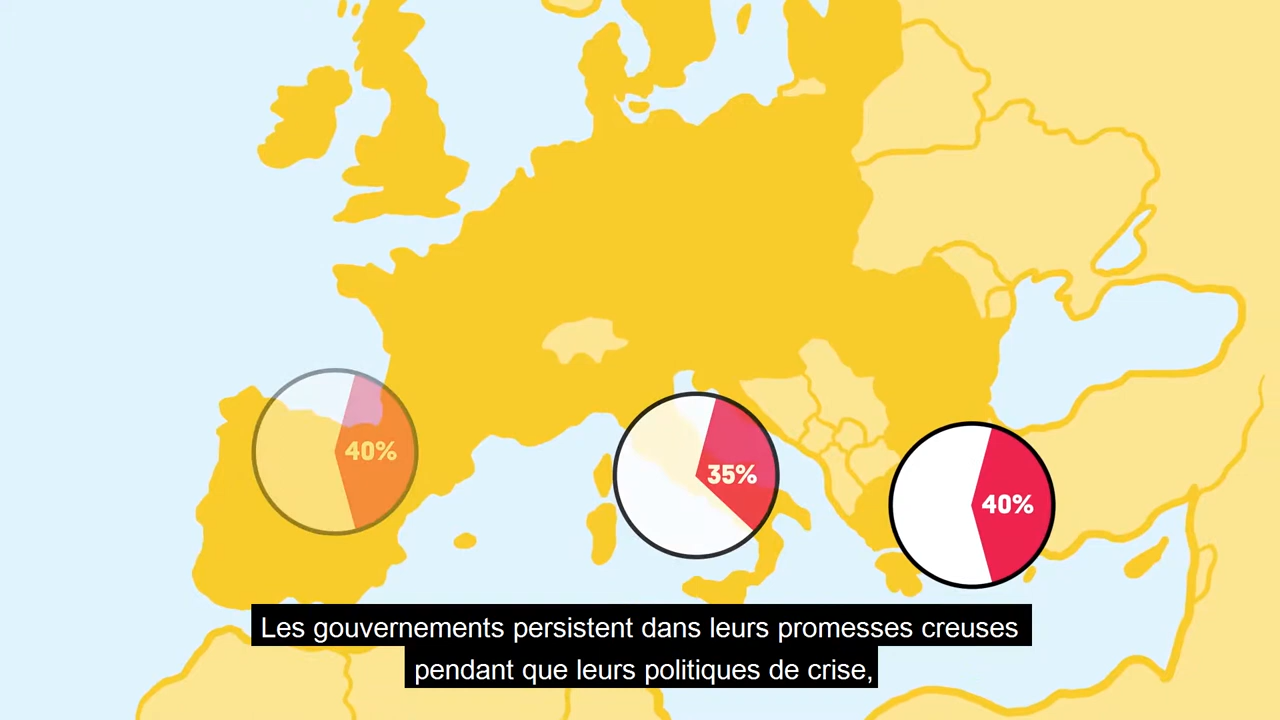 40%
35%
40%
Les gouvernements persistent dans leurs promesses creuses
pendant que leurs politiques de crise,